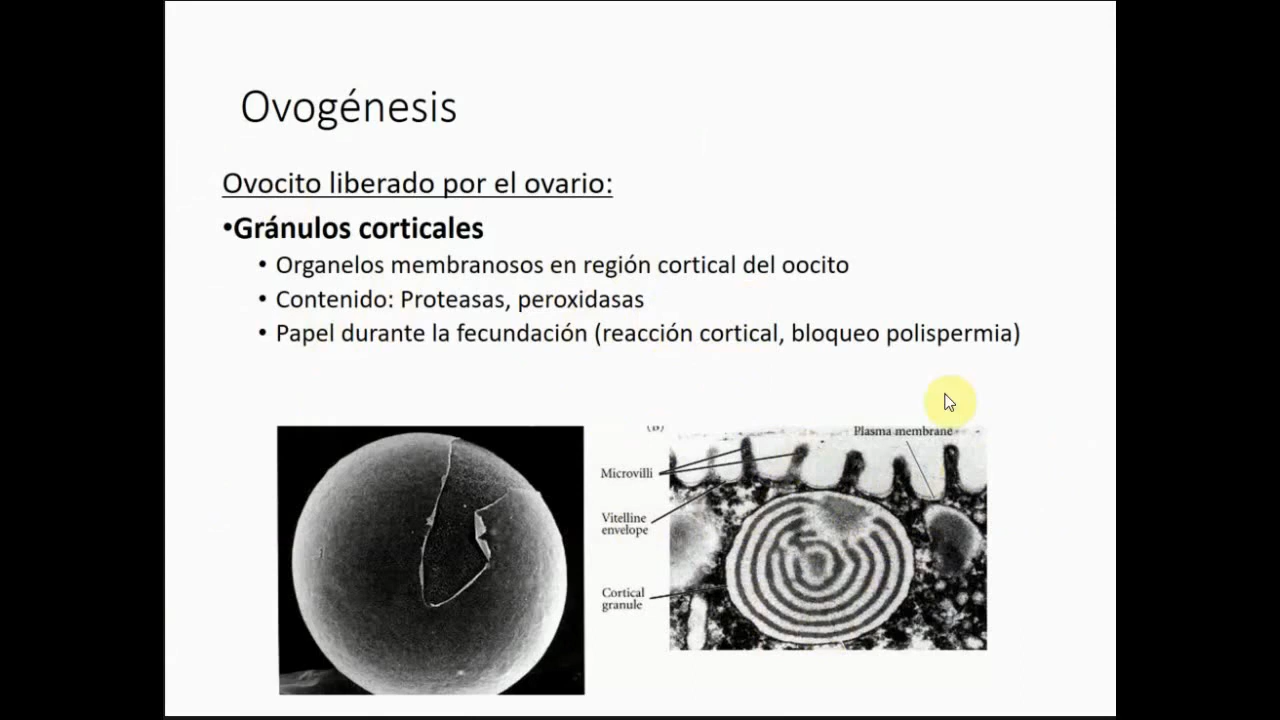 Ovogénesis
Ovocito liberado por el ovario:
•Gránulos corticales
• Organelos membranosos en región cortical del oocito
• Contenido: Proteasas, peroxidasas
• Papel durante la fecundación (reacción cortical, bloqueo polispermia)
Plasma membrane
Microvilli
Vitelline
envelope
Cortical
granule